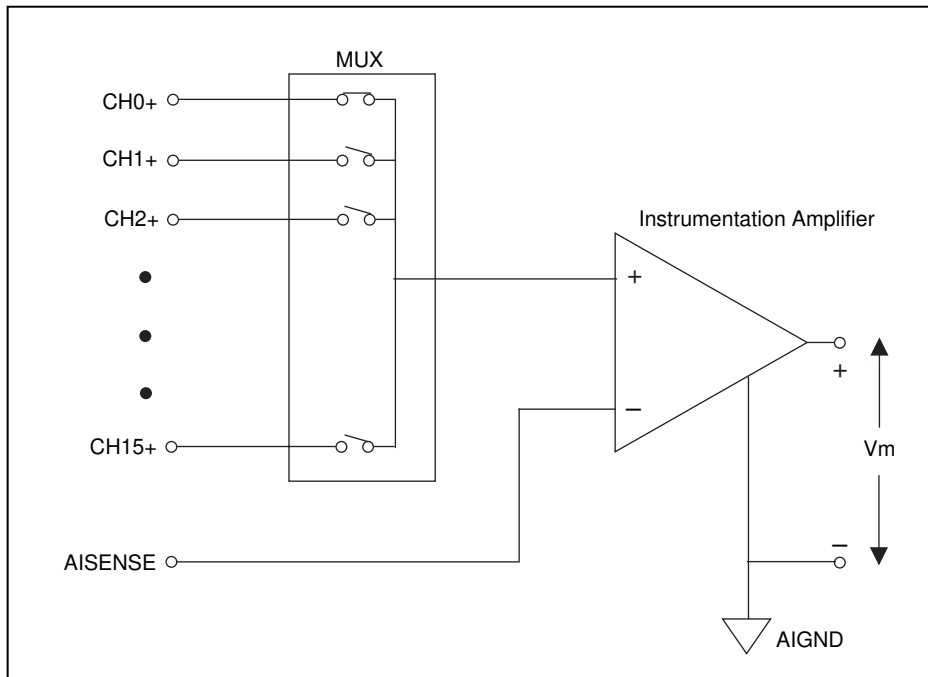 MUX
CH0+
CH1+
CH2+
Instrumentation Amplifier
+
+
−
Vm
CH15+
−
AISENSE
AIGND